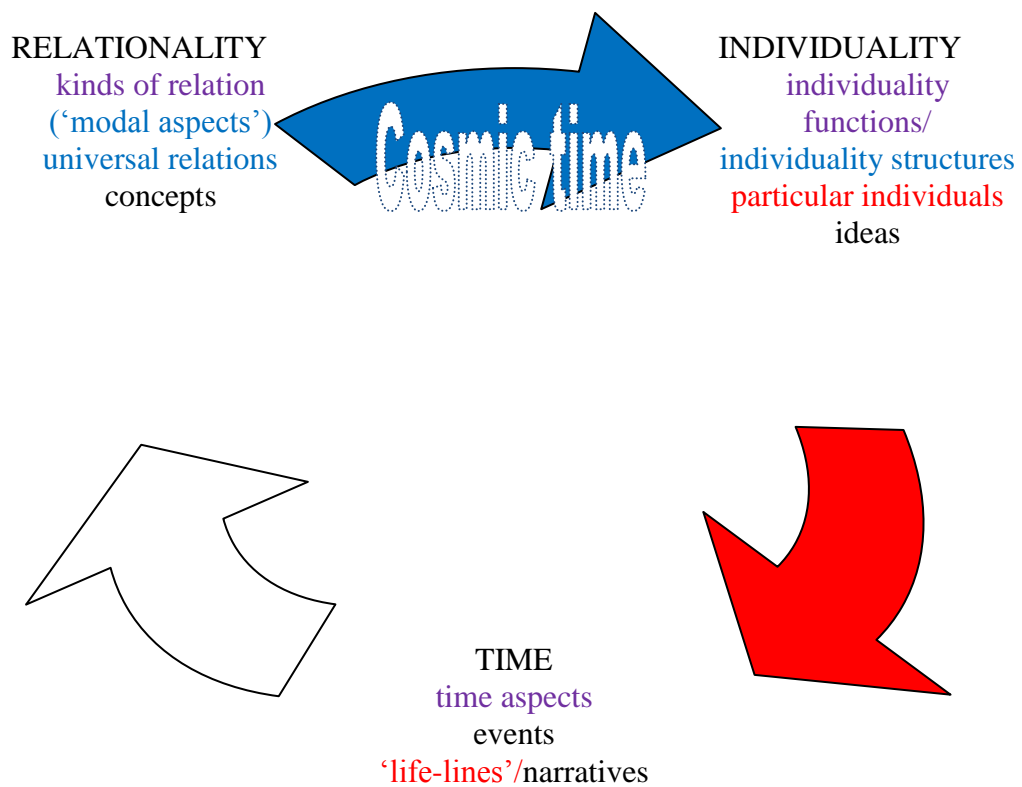 RELATIONALITY
kinds of relation
(‘modal aspects’)
universal relations
concepts
Cosmic time
INDIVIDUALITY
individuality
functions/
individuality structures
particular individuals
ideas
TIME
time aspects
events
‘life-lines’/narratives